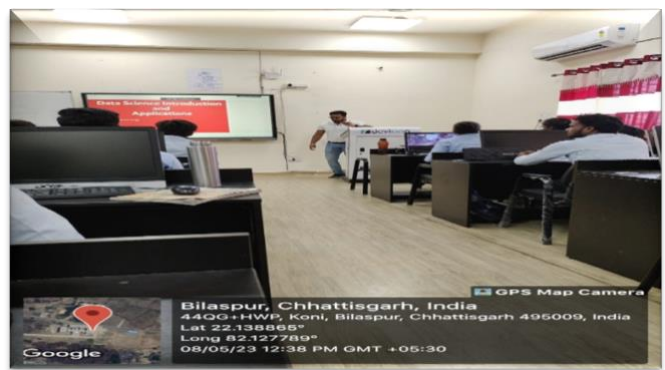 Data Science Introduction
and
Applications
GPS Map Camera
Bilaspur, Chhattisgarh, India
44QG+HWP, Koni, Bilaspur, Chhattisgarh 495009, India
Lat 22.138865°
Long 82.127789°
08/05/23 12:38 PM GMT +05:30
Google